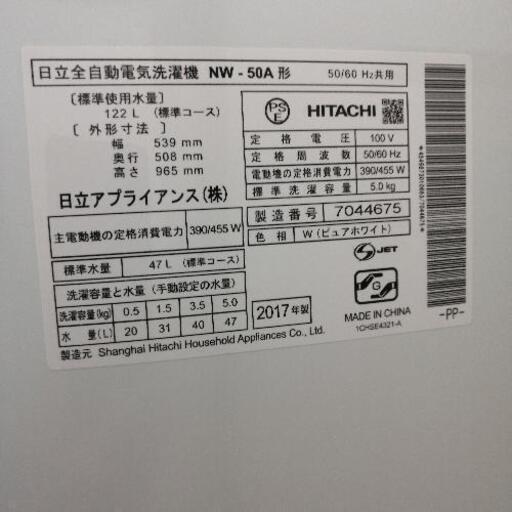 日立全自動電気洗濯機 NW-50A 形 50/60 Hz共用
〔標準使用水量〕
122 L (標準コース)
〔外形寸法〕
幅 539 mm
奥行 508 mm
高さ 965 mm
日立アプライアンス(株)
主電動機の定格消費電力 390/455 W
標準水量 47 L (標準コース)
洗濯容量と水量 (手動設定の水量)
洗濯容量(kg) 0.5 1.5 3.5 5.0
水量(L) 20 31 40 47
製造元 Shanghai Hitachi Household Appliances Co., Ltd.
PS
E
HITACHI
定格電圧 100 V
定格周波数 50/60 Hz
電動機の定格消費電力 390/455 W
標準洗濯容量 5.0 kg
製造番号 7044675
色相 W (ピュアホワイト)
JET
G
2017年製
MADE IN CHINA
1CHSE4321-A
-PP-